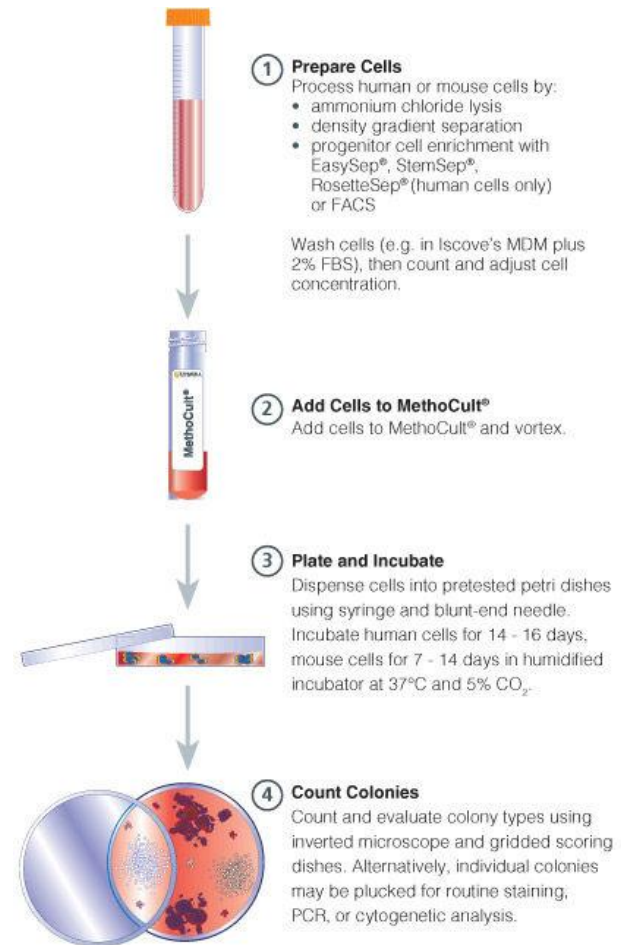 1 Prepare Cells
Process human or mouse cells by:
• ammonium chloride lysis
• density gradient separation
• progenitor cell enrichment with
EasySep®, StemSep®,
RosetteSep® (human cells only)
or FACS
Wash cells (e.g. in Iscove's MDM plus
2% FBS), then count and adjust cell
concentration.
MethoCult®
2 Add Cells to MethoCult®
Add cells to MethoCult® and vortex.
3 Plate and Incubate
Dispense cells into pretested petri dishes
using syringe and blunt-end needle.
Incubate human cells for 14 - 16 days,
mouse cells for 7 - 14 days in humidified
incubator at 37°C and 5% CO₂.
4 Count Colonies
Count and evaluate colony types using
inverted microscope and gridded scoring
dishes. Alternatively, individual colonies
may be plucked for routine staining,
PCR, or cytogenetic analysis.